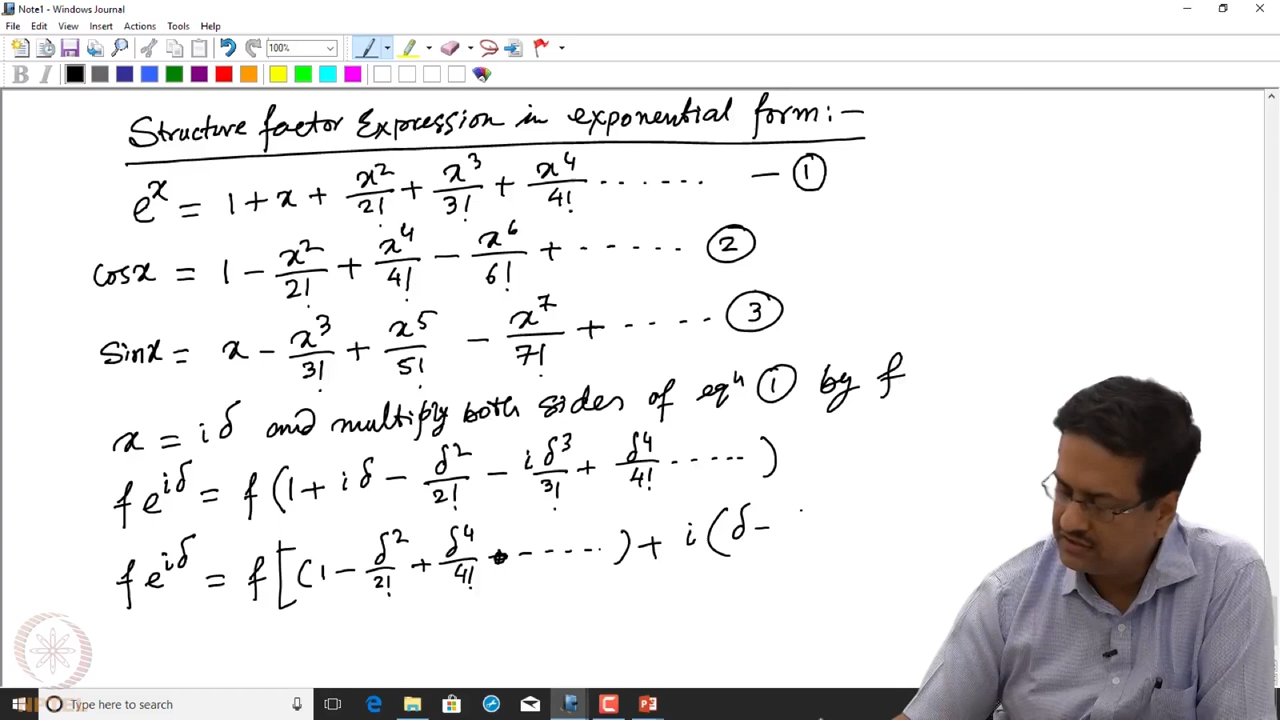 Note1 - Windows Journal
File Edit View Insert Actions Tools Help
100%
B I
Structure factor Expression in exponential form:-
e^x = 1 + x + x^2/2! + x^3/3! + x^4/4! ....... - ①
cosx = 1 - x^2/2! + x^4/4! - x^6/6! + ...... ②
Sinx = x - x^3/3! + x^5/5! - x^7/7! + ..... ③
x = iδ and multiply both sides of eqn ① by f
fe^iδ = f(1 + iδ - δ^2/2! - iδ^3/3! + δ^4/4! ......)
fe^iδ = f[(1 - δ^2/2! + δ^4/4! - .....) + i(δ -
Type here to search